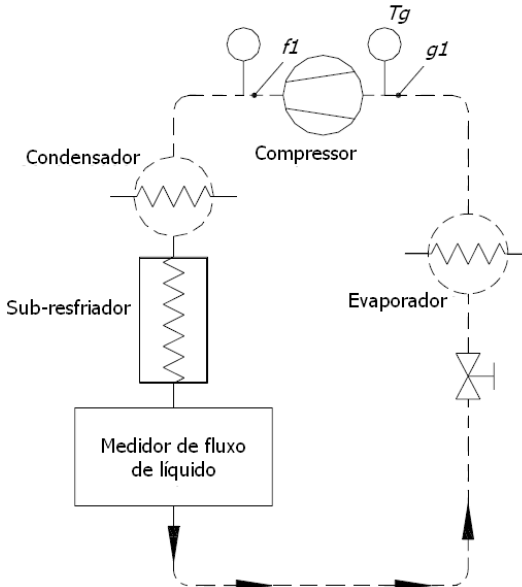 Tg
f1
g1
Compressor
Condensador
Evaporador
Sub-resfriador
Medidor de fluxo
de líquido